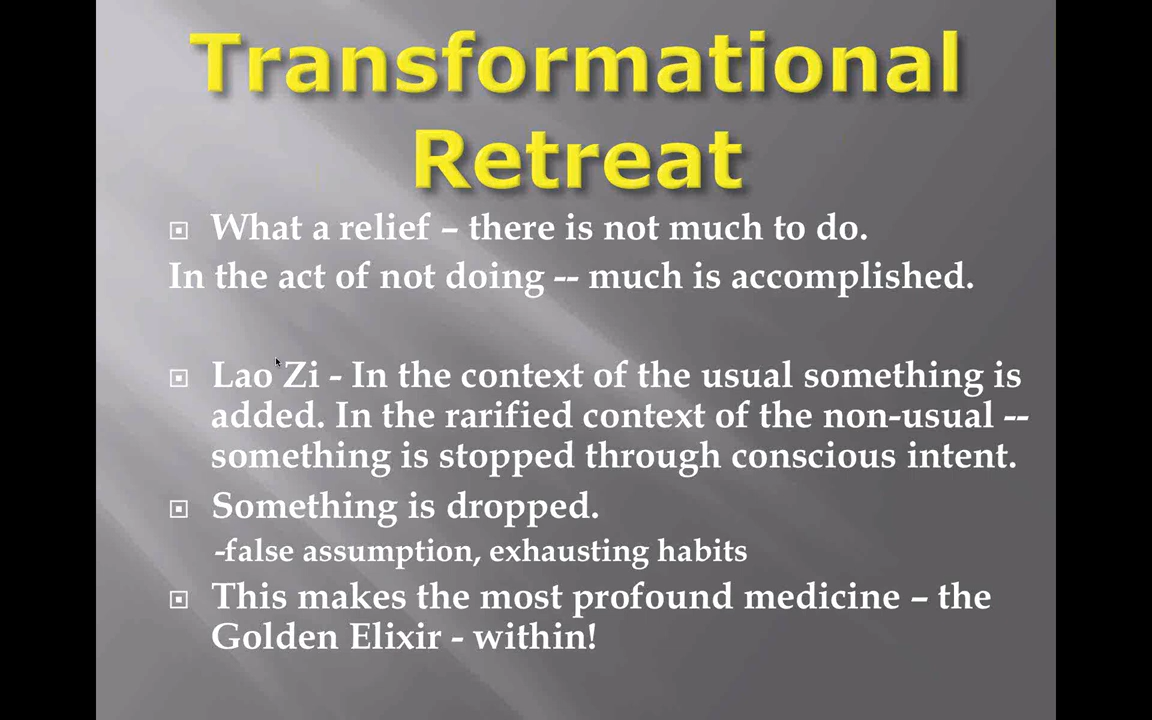 Transformational
Retreat
What a relief – there is not much to do.
In the act of not doing -- much is accomplished.
Lao Zi - In the context of the usual something is
added. In the rarified context of the non-usual --
something is stopped through conscious intent.
Something is dropped.
-false assumption, exhausting habits
This makes the most profound medicine – the
Golden Elixir - within!